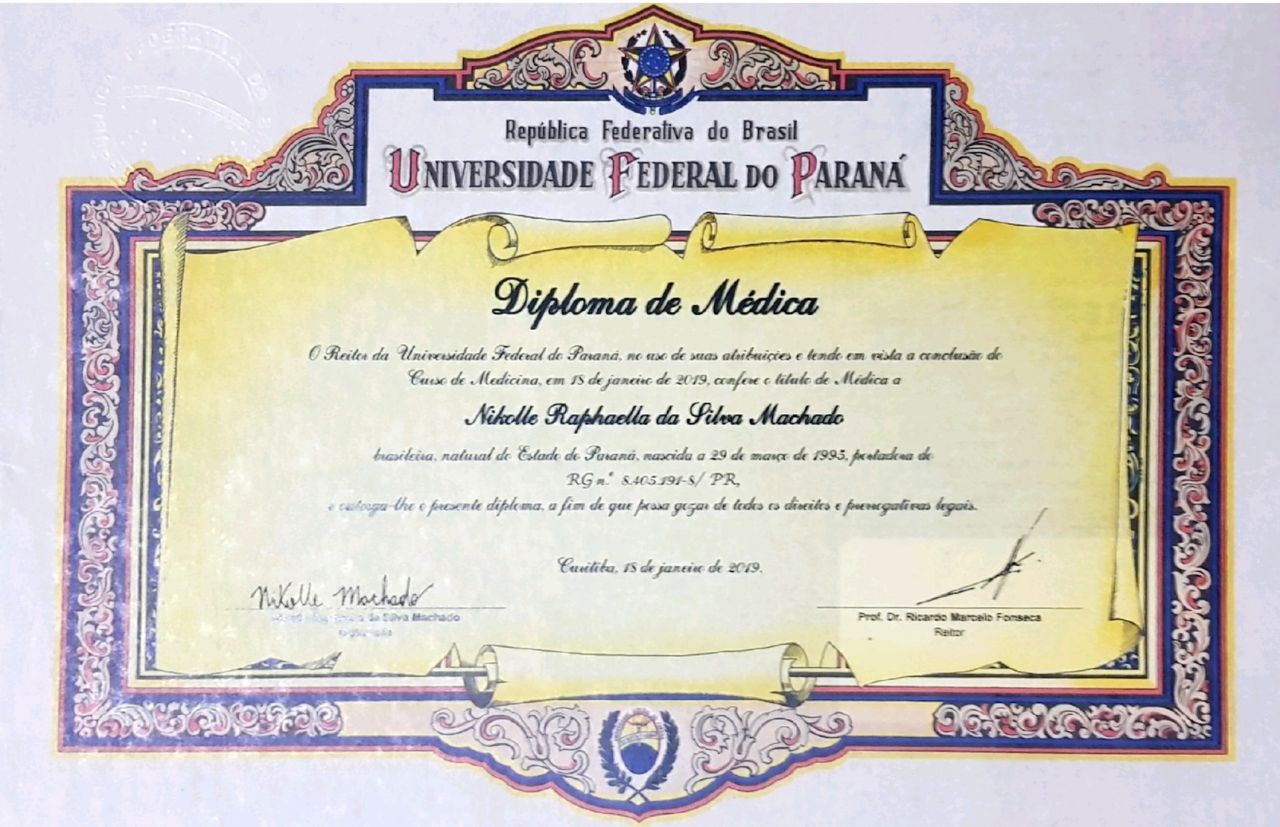 República Federativa do Brasil
UNIVERSIDADE FEDERAL DO PARANÁ
Diploma de Médica
O Reitor da Universidade Federal do Paraná, no uso de suas atribuições e tendo em vista a conclusão do
Curso de Medicina, em 18 de janeiro de 2019, confere o título de Médica a
Nikolle Raphaella da Silva Machado
brasileira, natural do Estado do Paraná, nascida a 29 de março de 1995, portadora do
RG n.º 8.405.191-8/ PR,
e outorga-lhe o presente diploma, a fim de que possa gozar de todos os direitos e prerrogativas legais.
Curitiba, 18 de janeiro de 2019.
Nikolle Machado
da Silva Machado
Prof. Dr. Ricardo Marcelo Fonseca
Reitor